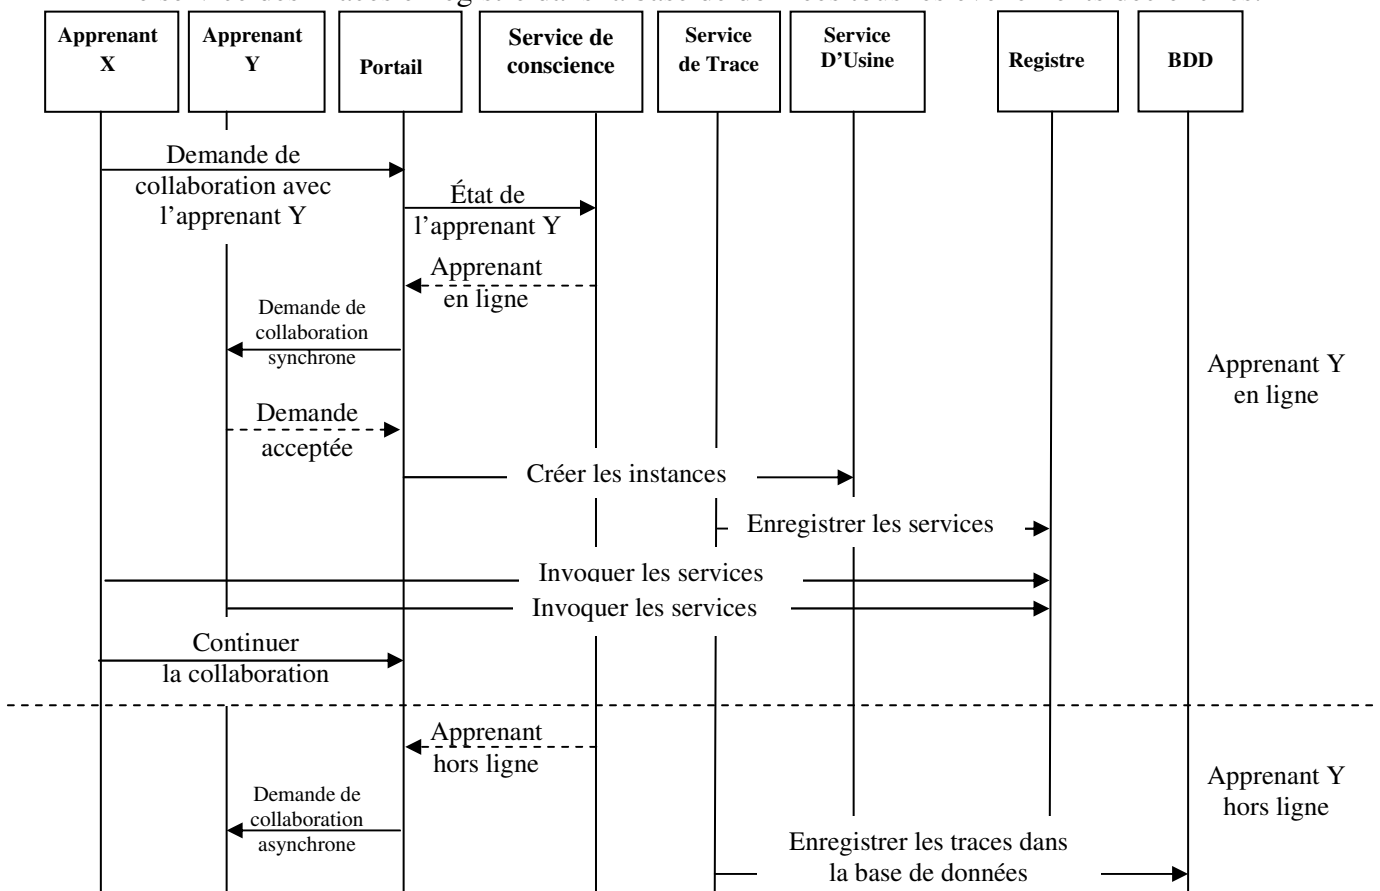 Apprenant
X
Apprenant
Y
Portail
Service de
conscience
Service
de Trace
Service
D'Usine
Registre
BDD
Demande de
collaboration avec
l'apprenant Y
État de
l'apprenant Y
Apprenant
en ligne
Demande de
collaboration
synchrone
Apprenant Y
en ligne
Demande
acceptée
Créer les instances
Enregistrer les services
Invoquer les services
Invoquer les services
Continuer
la collaboration
Apprenant
hors ligne
Apprenant Y
hors ligne
Demande de
collaboration
asynchrone
Enregistrer les traces dans
la base de données